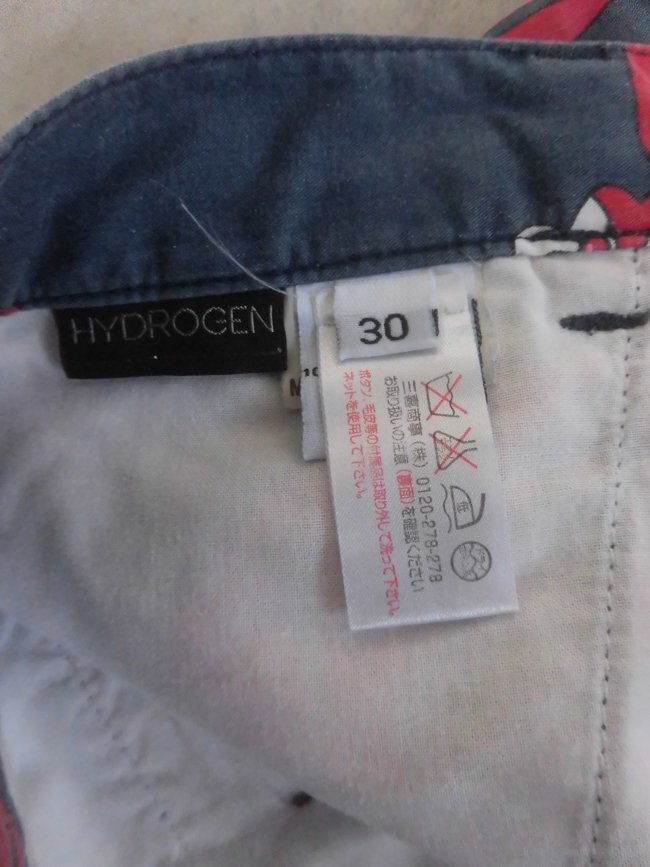 HYDROGEN
30
三喜商事 (株) 0120-278-278
お取り扱いの注意 (裏面) を確認ください
ボタン、毛皮等の付属品は取り外して洗って下さい。
ネットを使用して下さい。